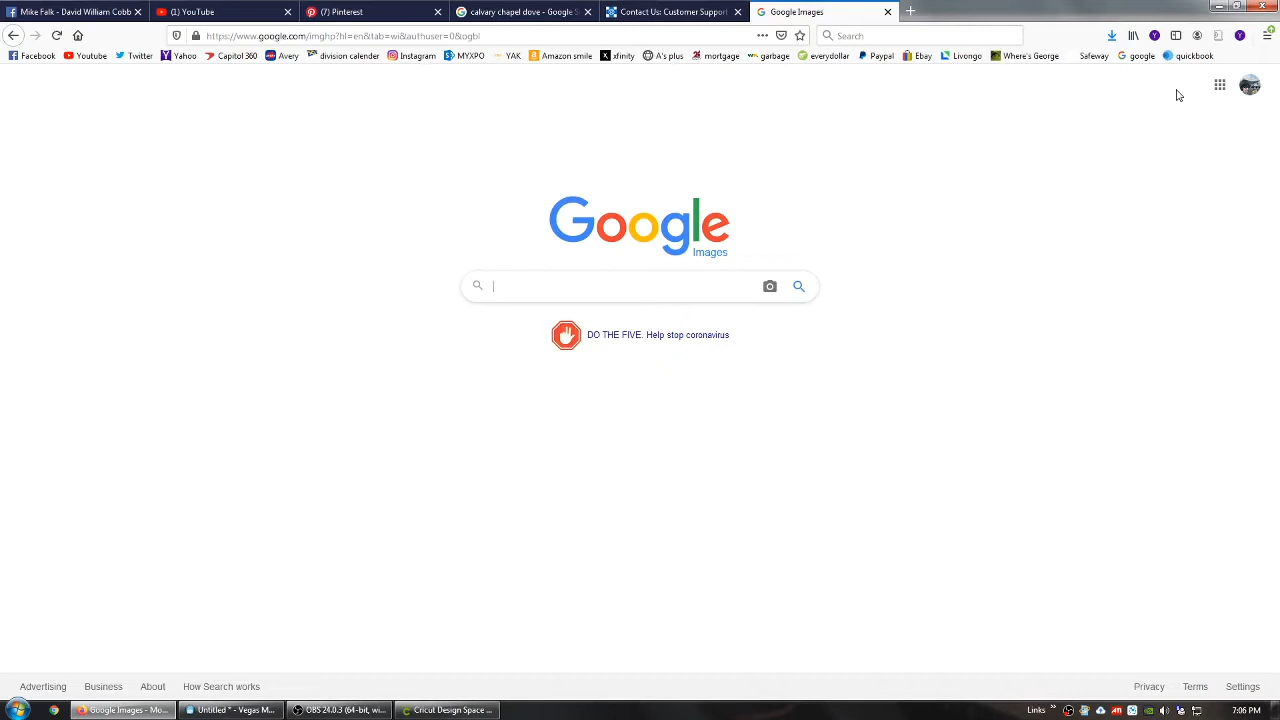 Mike Falk - David William Cobb
(1) YouTube
(7) Pinterest
calvary chapel dove - Google S
Contact Us: Customer Support
Google Images
https://www.google.com/imghp?hl=en&tab=wi&authuser=0&ogbl
Search
Facebook
Youtube
Twitter
Yahoo
Capitol 360
Avery
division calender
Instagram
MYXPO
YAK
Amazon smile
xfinity
A's plus
mortgage
garbage
everydollar
Paypal
Ebay
Livongo
Where's George
Safeway
google
quickbook
Google
Images
DO THE FIVE. Help stop coronavirus
Advertising
Business
About
How Search works
Privacy
Terms
Settings
Google Images - Mo...
Untitled * - Vegas M...
OBS 24.0.3 (64-bit, wi...
Cricut Design Space ...
Links
7:06 PM